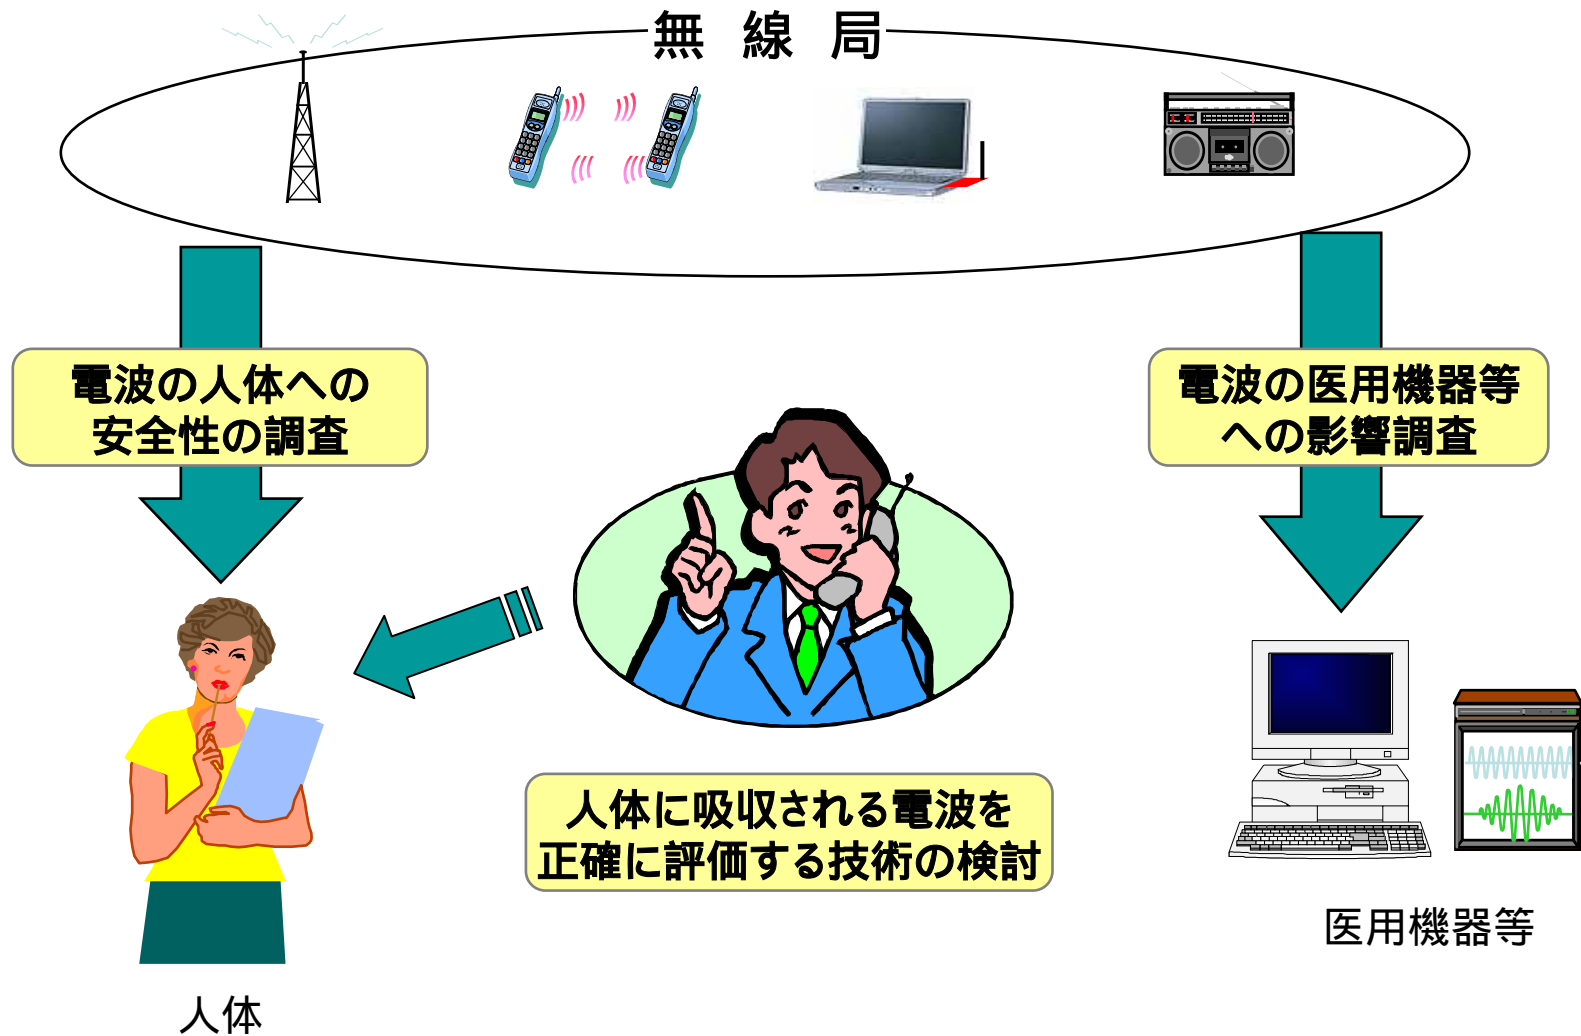 無線局
電波の人体への
安全性の調査
電波の医用機器等
への影響調査
人体に吸収される電波を
正確に評価する技術の検討
医用機器等
人体